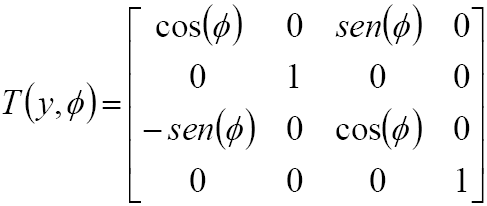 cos(ϕ) 0 sen(ϕ) 0
0 1 0 0
T(y,ϕ)=
-sen(ϕ) 0 cos(ϕ) 0
0 0 0 1